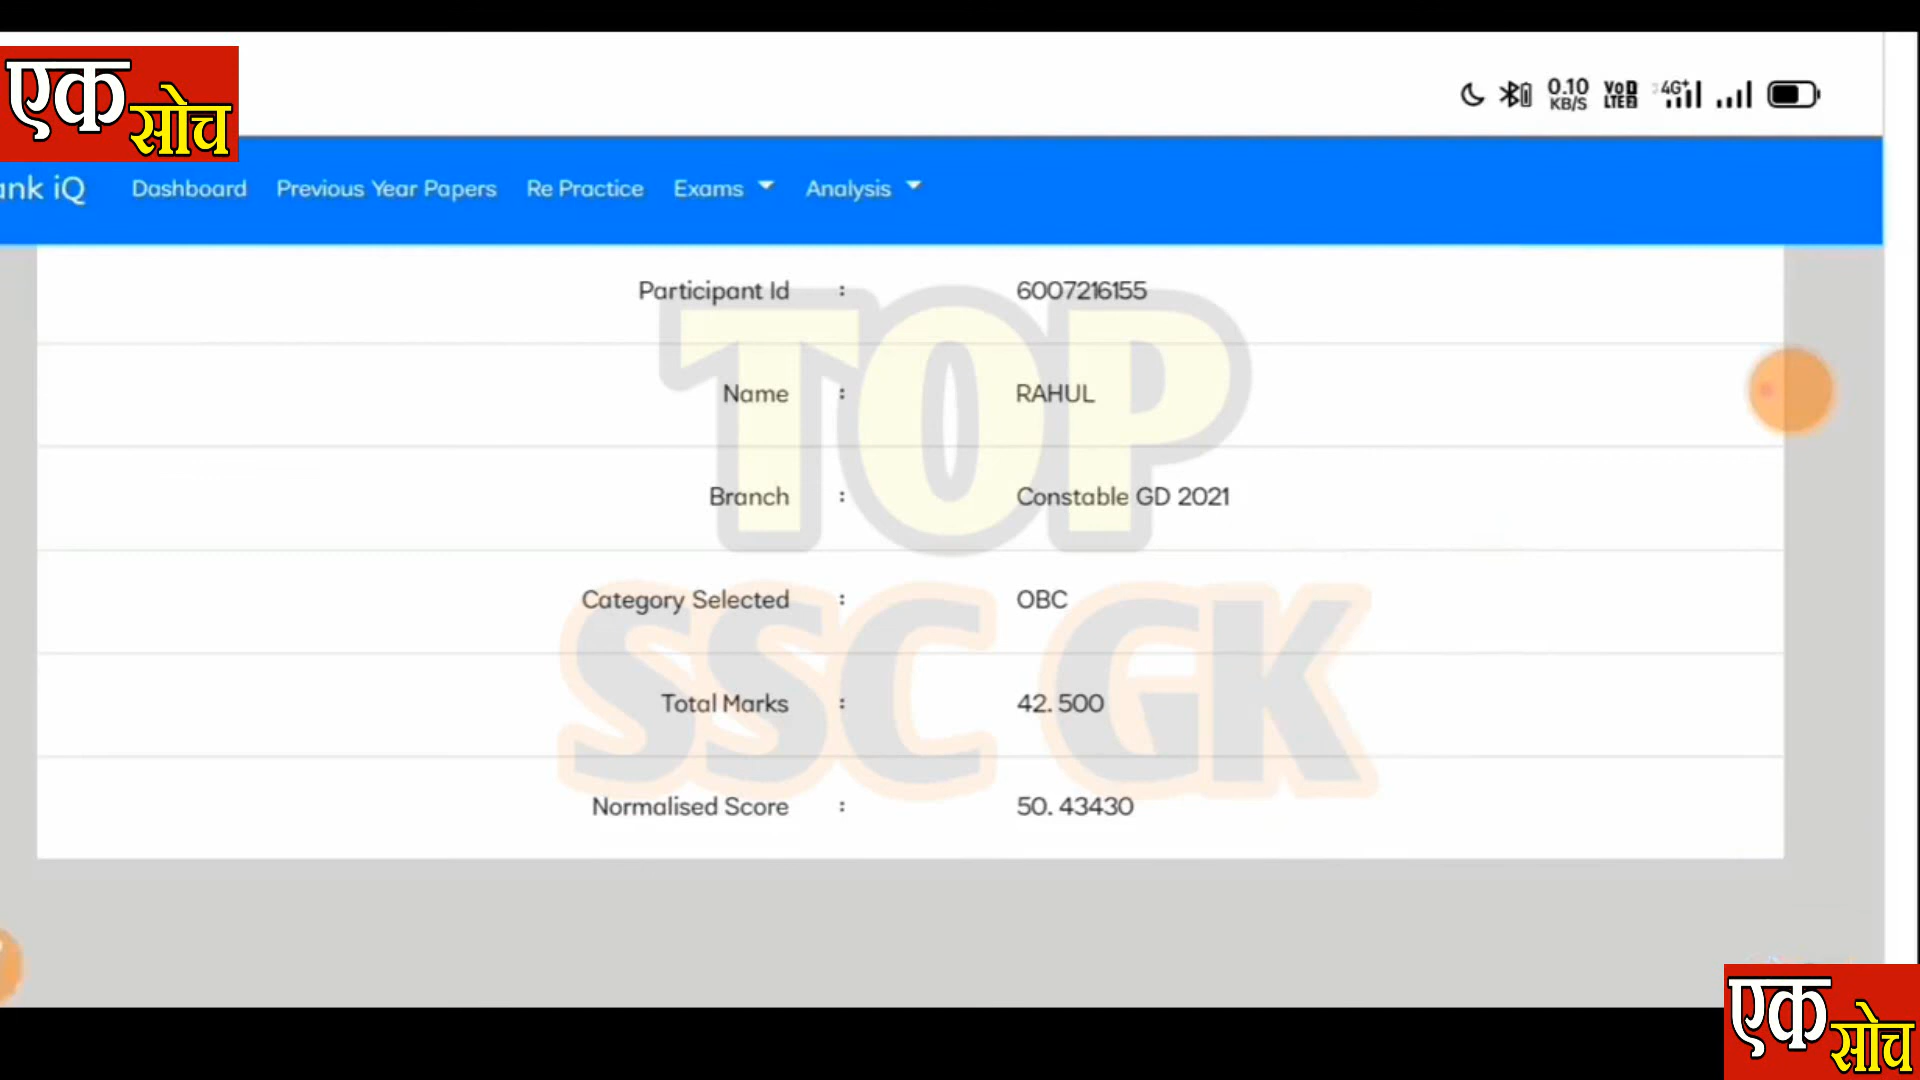 एक
सोच
0.10
KB/S
4G+
ank iQ Dashboard Previous Year Papers Re Practice Exams Analysis
Participant Id : 6007216155
Name : RAHUL
Branch : Constable GD 2021
Category Selected : OBC
Total Marks : 42. 500
Normalised Score : 50. 43430
TOP
SSC GK
एक
सोच